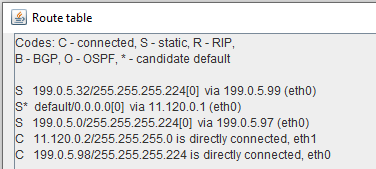 Route table
Codes: C - connected, S - static, R - RIP,
B - BGP, O - OSPF, * - candidate default
S 199.0.5.32/255.255.255.224[0] via 199.0.5.99 (eth0)
S* default/0.0.0.0[0] via 11.120.0.1 (eth0)
S 199.0.5.0/255.255.255.224[0] via 199.0.5.97 (eth0)
C 11.120.0.2/255.255.255.0 is directly connected, eth1
C 199.0.5.98/255.255.255.224 is directly connected, eth0